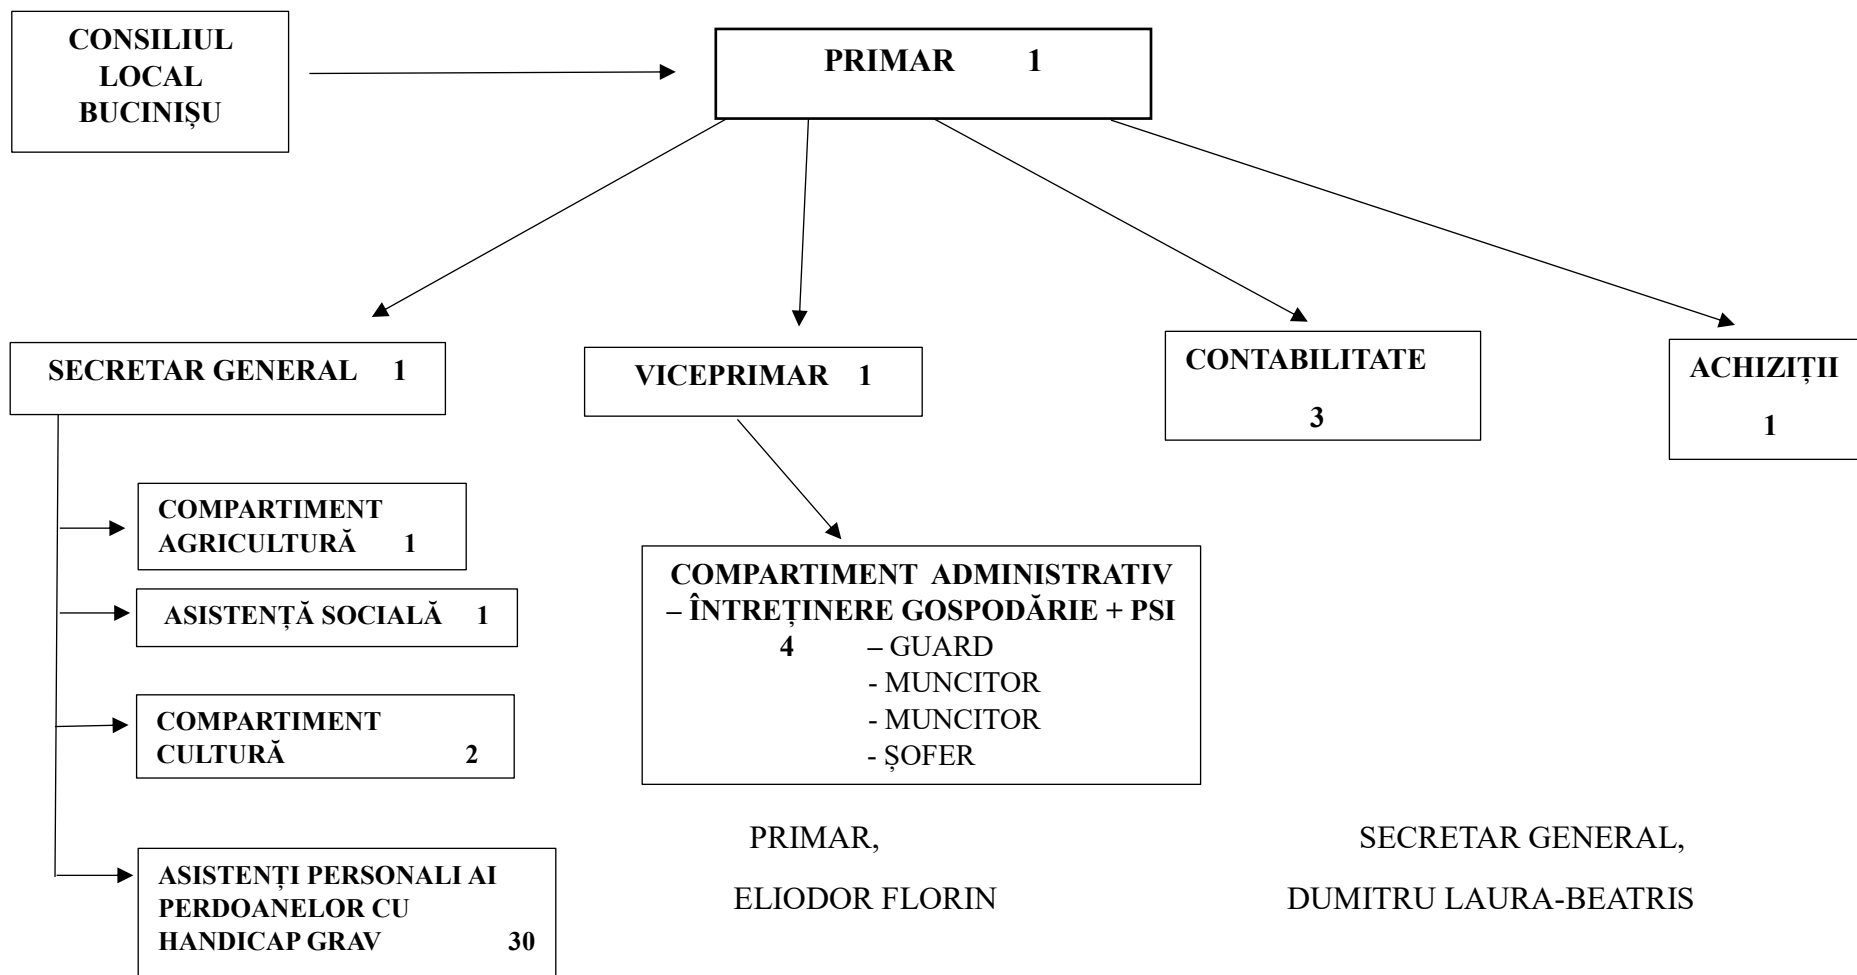 CONSILIUL
LOCAL
BUCINIȘU
PRIMAR 1
SECRETAR GENERAL 1
VICEPRIMAR 1
CONTABILITATE
3
ACHIZIȚII
1
COMPARTIMENT
AGRICULTURĂ 1
ASISTENȚĂ SOCIALĂ 1
COMPARTIMENT
CULTURĂ 2
ASISTENȚI PERSONALI AI
PERDOANELOR CU
HANDICAP GRAV 30
COMPARTIMENT ADMINISTRATIV
– ÎNTREȚINERE GOSPODĂRIE + PSI
4 – GUARD
- MUNCITOR
- MUNCITOR
- ȘOFER
PRIMAR,
ELIODOR FLORIN
SECRETAR GENERAL,
DUMITRU LAURA-BEATRIS